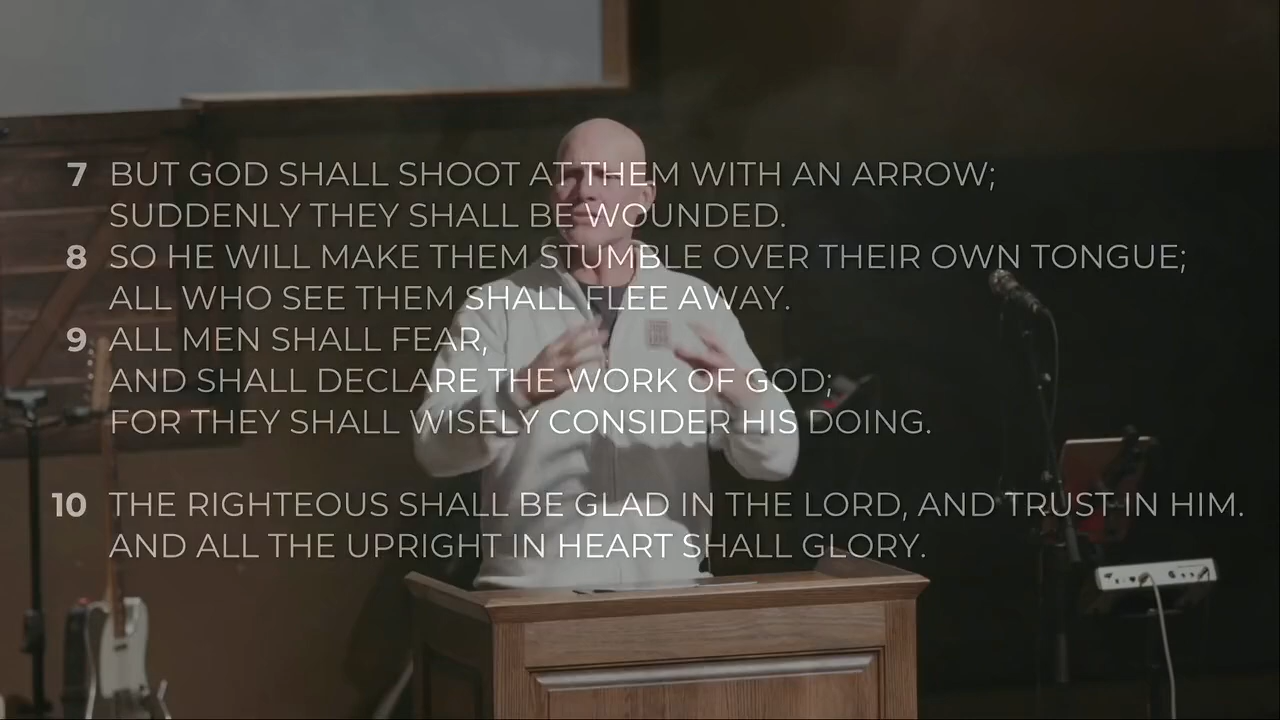 7 BUT GOD SHALL SHOOT AT THEM WITH AN ARROW;
SUDDENLY THEY SHALL BE WOUNDED.
8 SO HE WILL MAKE THEM STUMBLE OVER THEIR OWN TONGUE;
ALL WHO SEE THEM SHALL FLEE AWAY.
9 ALL MEN SHALL FEAR,
AND SHALL DECLARE THE WORK OF GOD;
FOR THEY SHALL WISELY CONSIDER HIS DOING.
10 THE RIGHTEOUS SHALL BE GLAD IN THE LORD, AND TRUST IN HIM.
AND ALL THE UPRIGHT IN HEART SHALL GLORY.